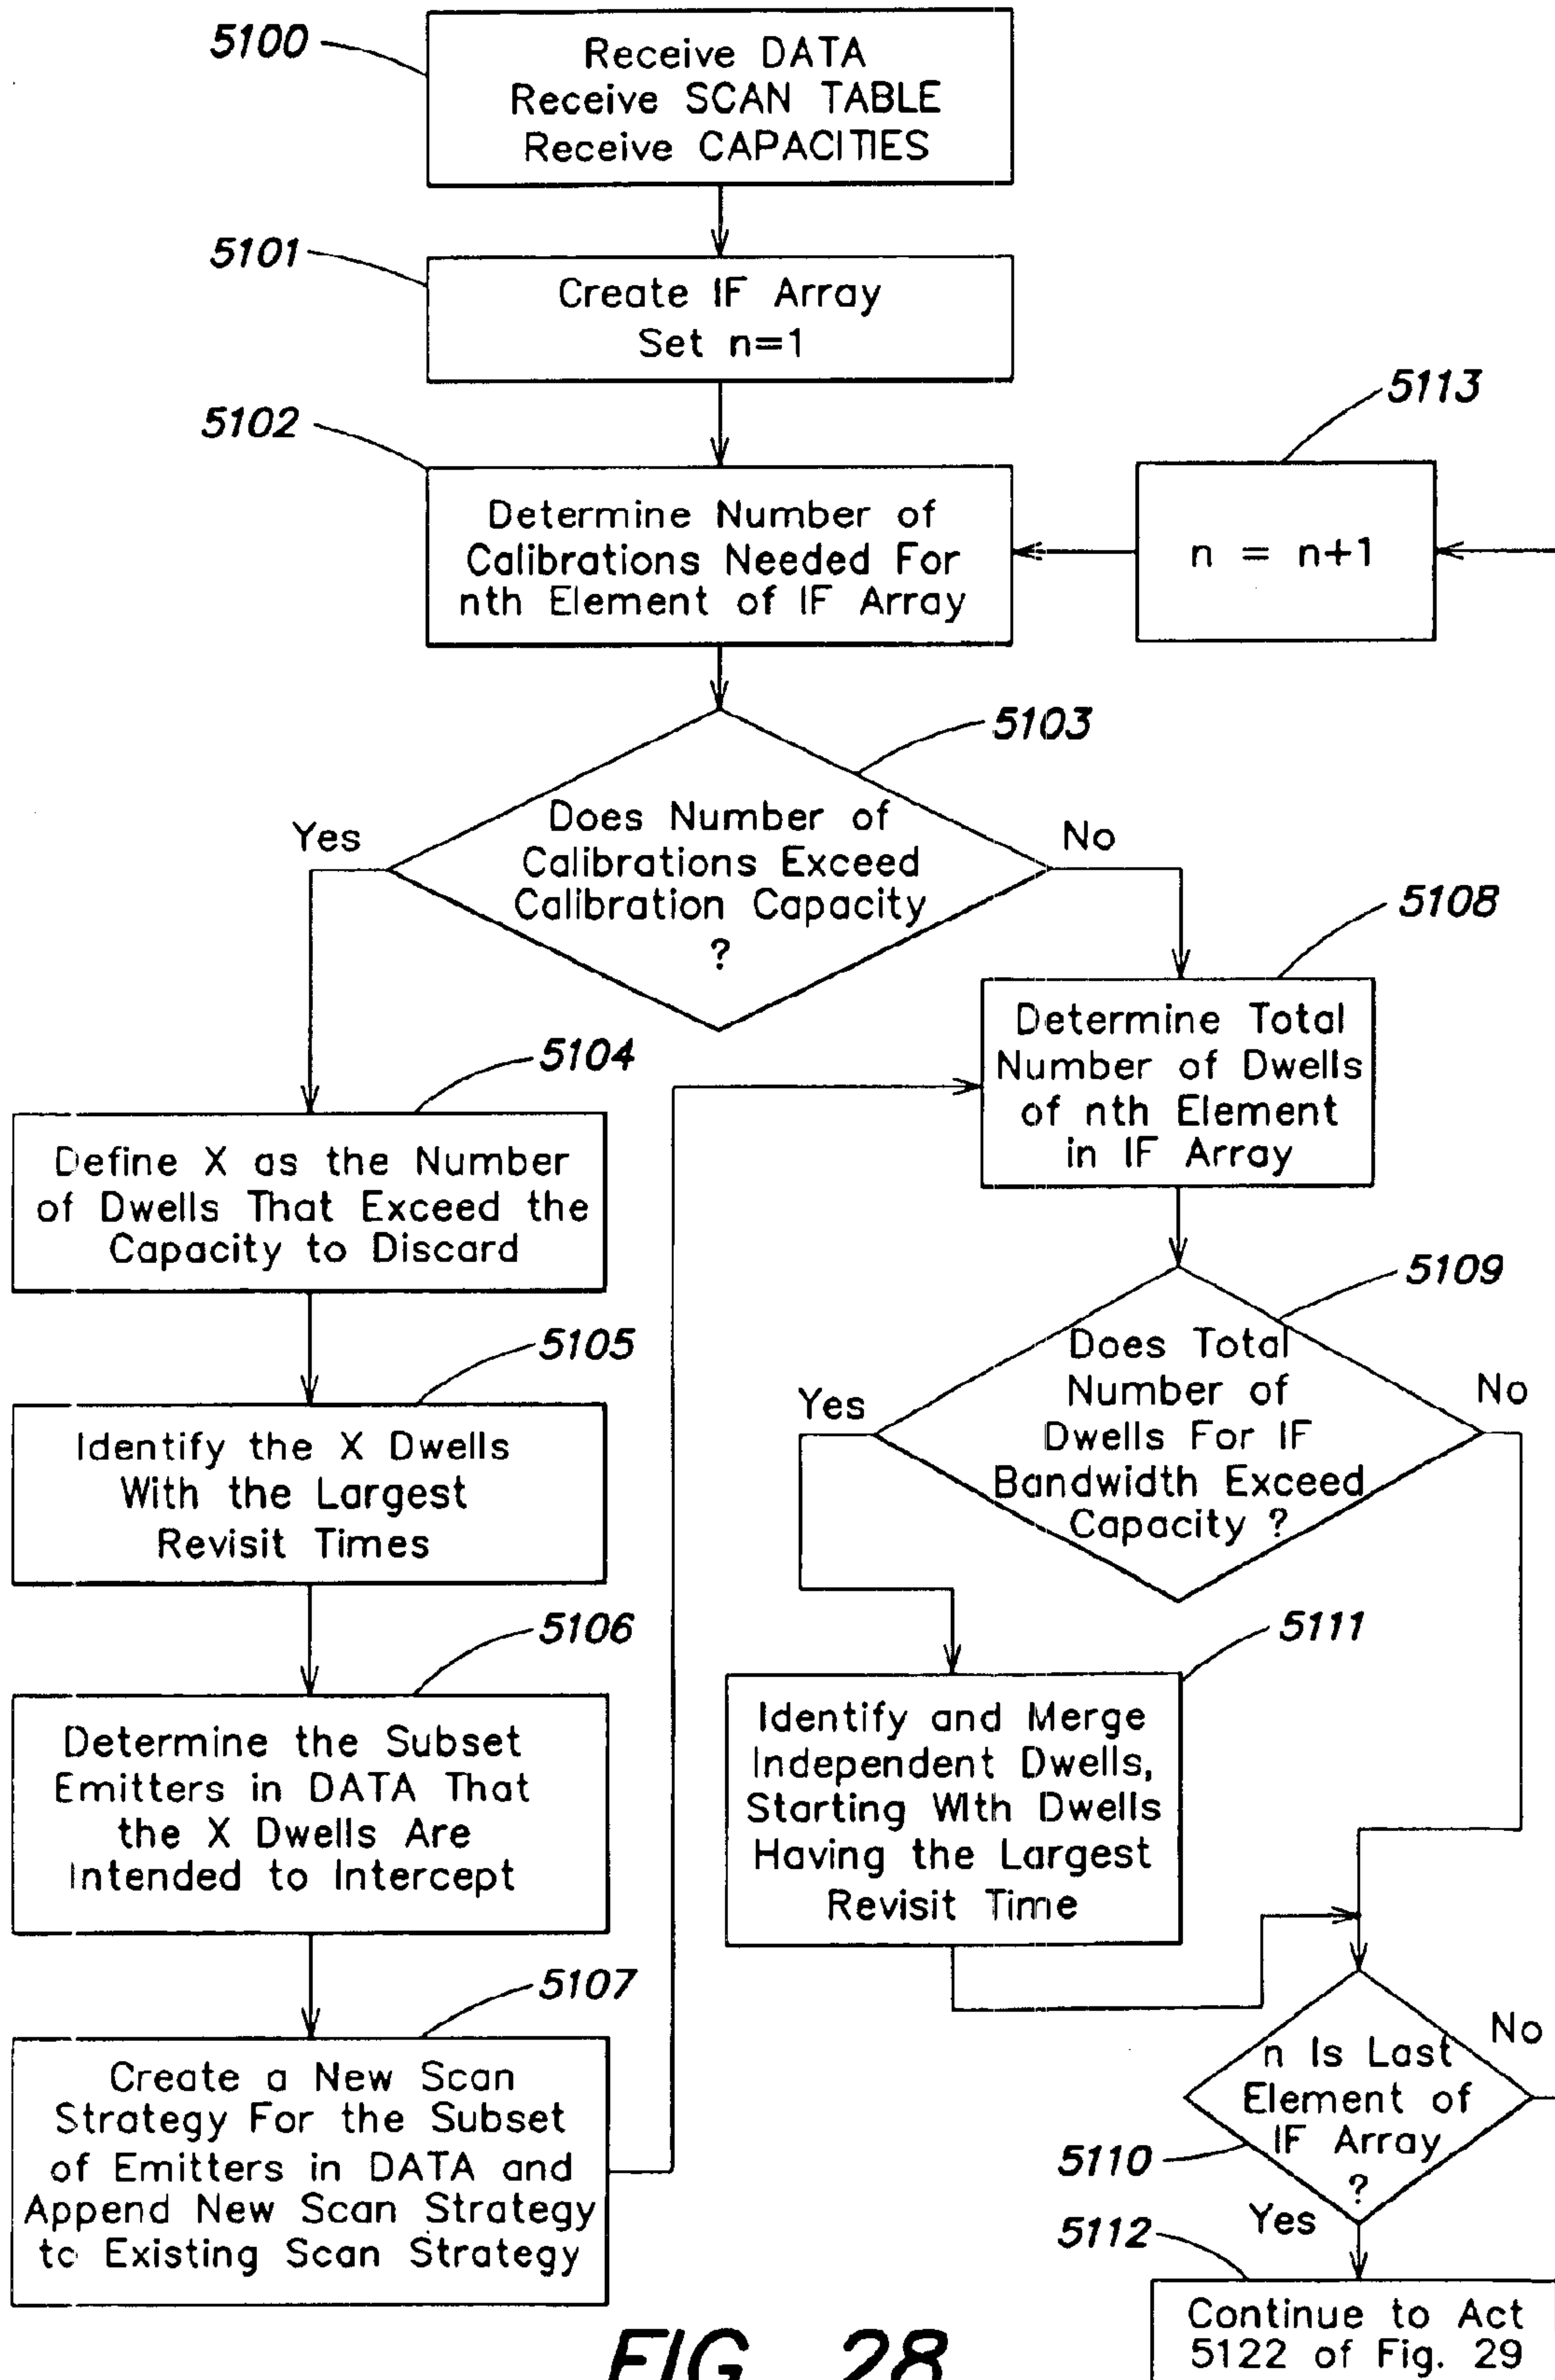 5100
Receive DATA
Receive SCAN TABLE
Receive CAPACITIES
5101
Create IF Array
Set n=1
5102
Determine Number of
Calibrations Needed For
nth Element of IF Array
5113
n = n+1
5103
Does Number of
Calibrations Exceed
Calibration Capacity
?
Yes
No
5104
Define X as the Number
of Dwells That Exceed the
Capacity to Discard
5105
Identify the X Dwells
With the Largest
Revisit Times
5106
Determine the Subset
Emitters in DATA That
the X Dwells Are
Intended to Intercept
5107
Create a New Scan
Strategy For the Subset
of Emitters in DATA and
Append New Scan Strategy
to Existing Scan Strategy
5108
Determine Total
Number of Dwells
of nth Element
in IF Array
5109
Does Total
Number of
Dwells For IF
Bandwidth Exceed
Capacity ?
Yes
No
5111
Identify and Merge
Independent Dwells,
Starting WIth Dwells
Having the Largest
Revisit Time
5110
n Is Last
Element of
IF Array
?
No
Yes
5112
Continue to Act
5122 of Fig. 29
FIG. 28